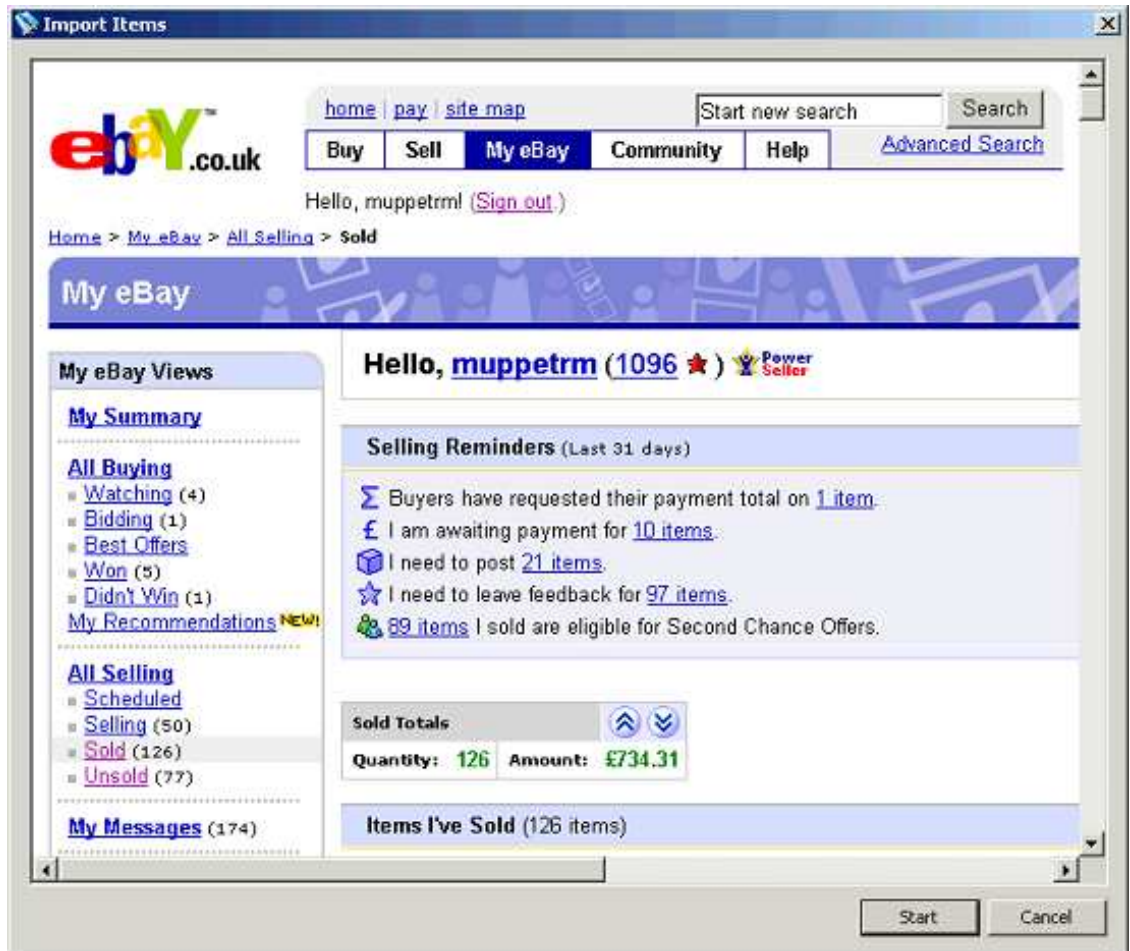 Import Items
ebaY™.co.uk
home | pay | site map
Start new search
Search
Buy Sell My eBay Community Help
Advanced Search
Hello, muppetrm! (Sign out.)
Home > My eBay > All Selling > Sold
My eBay
My eBay Views
My Summary
All Buying
Watching (4)
Bidding (1)
Best Offers
Won (5)
Didn't Win (1)
My Recommendations NEW!
All Selling
Scheduled
Selling (50)
Sold (126)
Unsold (77)
My Messages (174)
Hello, muppetrm (1096) Power Seller
Selling Reminders (Last 31 days)
Σ Buyers have requested their payment total on 1 item.
£ I am awaiting payment for 10 items.
I need to post 21 items.
I need to leave feedback for 97 items.
89 items I sold are eligible for Second Chance Offers.
Sold Totals
Quantity: 126 Amount: £734.31
Items I've Sold (126 items)
Start Cancel